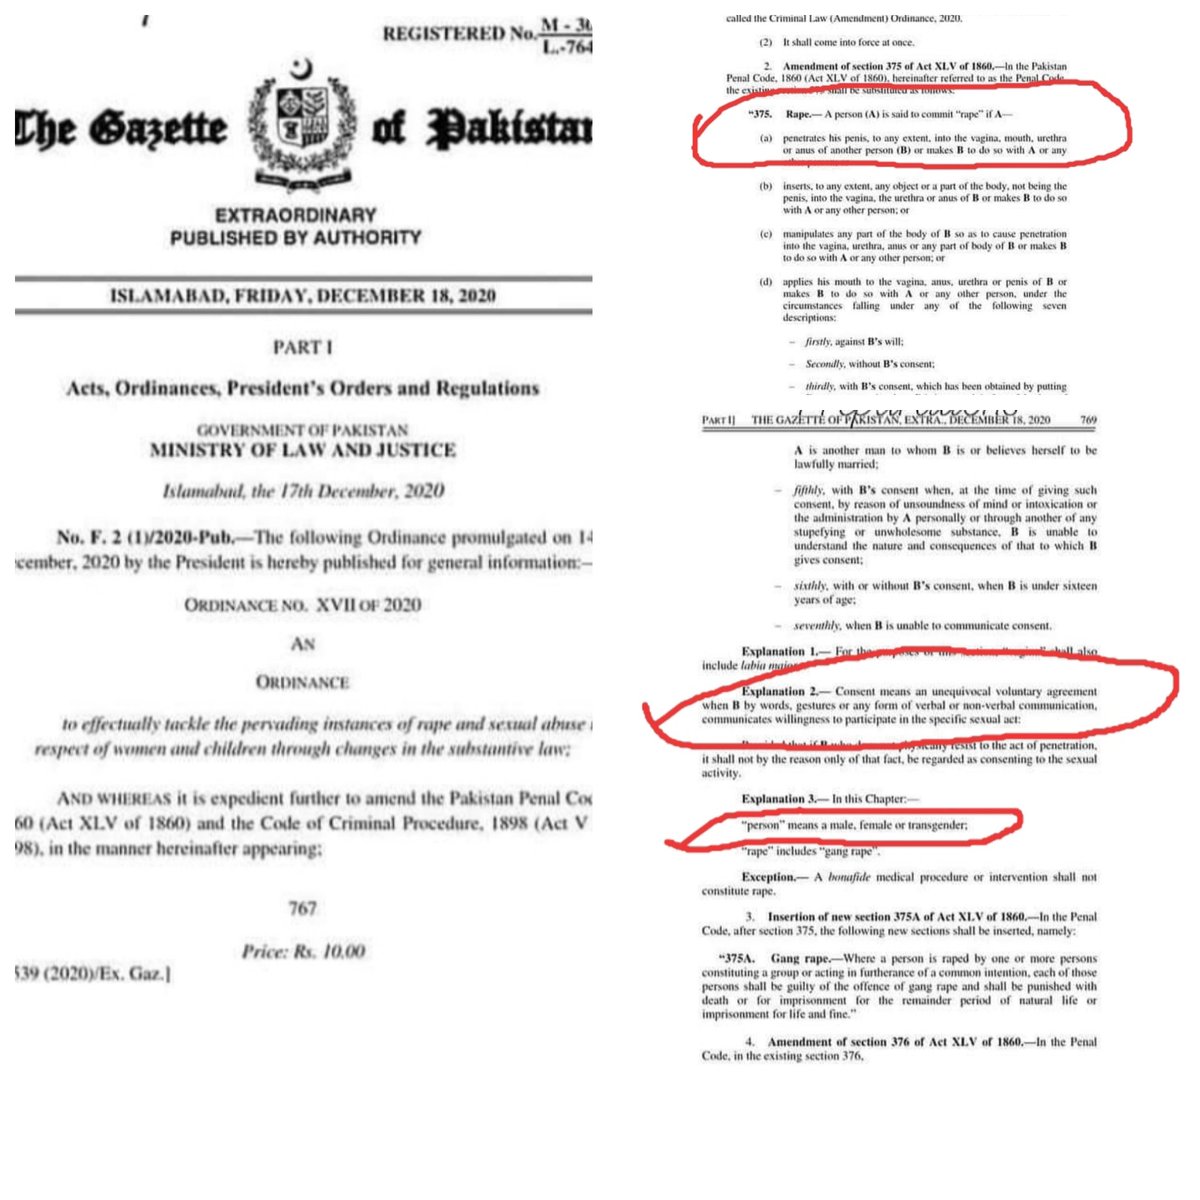 REGISTERED No. M - 30
L.-764
The Gazette of Pakistan
EXTRAORDINARY
PUBLISHED BY AUTHORITY
ISLAMABAD, FRIDAY, DECEMBER 18, 2020
PART I
Acts, Ordinances, President's Orders and Regulations
GOVERNMENT OF PAKISTAN
MINISTRY OF LAW AND JUSTICE
Islamabad, the 17th December, 2020
No. F. 2 (1)/2020-Pub.—The following Ordinance promulgated on 14
cember, 2020 by the President is hereby published for general information:—
ORDINANCE NO. XVII OF 2020
AN
ORDINANCE
to effectually tackle the pervading instances of rape and sexual abuse
respect of women and children through changes in the substantive law;
AND WHEREAS it is expedient further to amend the Pakistan Penal Co
60 (Act XLV of 1860) and the Code of Criminal Procedure, 1898 (Act V
98), in the manner hereinafter appearing;
767
Price: Rs. 10.00
539 (2020)/Ex. Gaz.]
called the Criminal Law (Amendment) Ordinance, 2020.
(2) It shall come into force at once.
2. Amendment of section 375 of Act XLV of 1860.—In the Pakistan
Penal Code, 1860 (Act XLV of 1860), hereinafter referred to as the Penal Code,
the existing shall be substituted as follows:
“375. Rape.— A person (A) is said to commit “rape” if A—
(a) penetrates his penis, to any extent, into the vagina, mouth, urethra
or anus of another person (B) or makes B to do so with A or any
(b) inserts, to any extent, any object or a part of the body, not being the
penis, into the vagina, the urethra or anus of B or makes B to do so
with A or any other person; or
(c) manipulates any part of the body of B so as to cause penetration
into the vagina, urethra, anus or any part of body of B or makes B
to do so with A or any other person; or
(d) applies his mouth to the vagina, anus, urethra or penis of B or
makes B to do so with A or any other person, under the
circumstances falling under any of the following seven
descriptions:
– firstly, against B's will;
– Secondly, without B's consent;
– thirdly, with B's consent, which has been obtained by putting
PART I] THE GAZETTE OF PAKISTAN, EXTRA., DECEMBER 18, 2020 769
A is another man to whom B is or believes herself to be
lawfully married;
– fifthly, with B's consent when, at the time of giving such
consent, by reason of unsoundness of mind or intoxication or
the administration by A personally or through another of any
stupefying or unwholesome substance, B is unable to
understand the nature and consequences of that to which B
gives consent;
– sixthly, with or without B's consent, when B is under sixteen
years of age;
– seventhly, when B is unable to communicate consent.
Explanation 1.— For the purposes of this section, shall also
include labia majora
Explanation 2.— Consent means an unequivocal voluntary agreement
when B by words, gestures or any form of verbal or non-verbal communication,
communicates willingness to participate in the specific sexual act:
resist to the act of penetration,
it shall not by the reason only of that fact, be regarded as consenting to the sexual
activity.
Explanation 3.— In this Chapter:—
“person” means a male, female or transgender;
“rape” includes “gang rape”.
Exception.— A bonafide medical procedure or intervention shall not
constitute rape.
3. Insertion of new section 375A of Act XLV of 1860.—In the Penal
Code, after section 375, the following new sections shall be inserted, namely:
“375A. Gang rape.—Where a person is raped by one or more persons
constituting a group or acting in furtherance of a common intention, each of those
persons shall be guilty of the offence of gang rape and shall be punished with
death or for imprisonment for the remainder period of natural life or
imprisonment for life and fine.”
4. Amendment of section 376 of Act XLV of 1860.—In the Penal
Code, in the existing section 376,